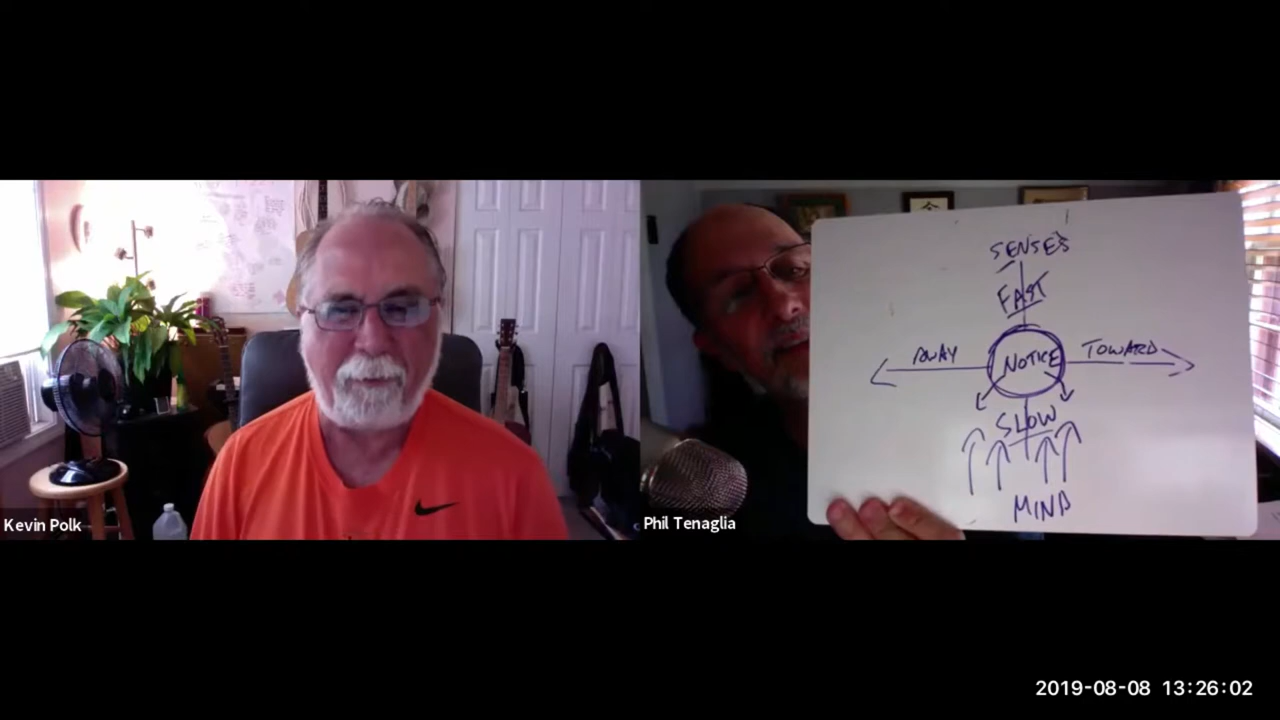 SENSES
FAST
AWAY
NOTICE
TOWARD
SLOW
MIND
Kevin Polk
Phil Tenaglia
2019-08-08 13:26:02